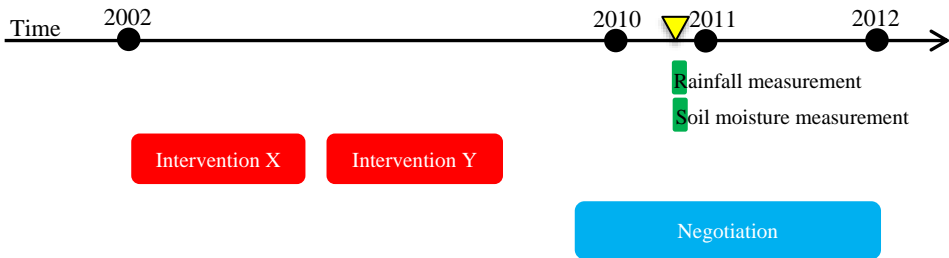 Time
2002
2010
2011
2012
Rainfall measurement
Soil moisture measurement
Intervention X
Intervention Y
Negotiation